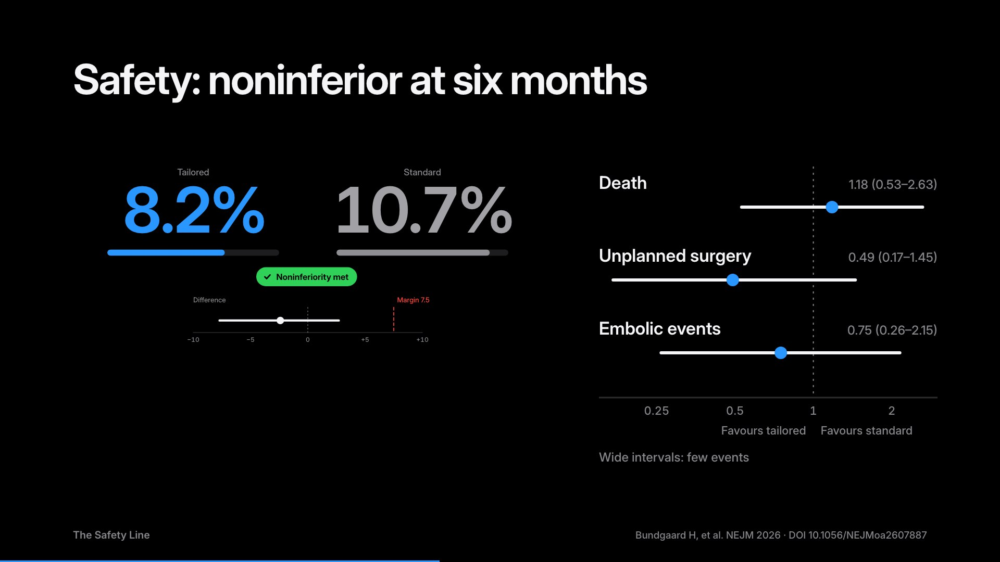 Safety: noninferior at six months
Tailored
8.2%
Standard
10.7%
Noninferiority met
Difference
Margin 7.5
−10
−5
0
+5
+10
Death
1.18 (0.53–2.63)
Unplanned surgery
0.49 (0.17–1.45)
Embolic events
0.75 (0.26–2.15)
0.25
0.5
1
2
Favours tailored
Favours standard
Wide intervals: few events
The Safety Line
Bundgaard H, et al. NEJM 2026 · DOI 10.1056/NEJMoa2607887